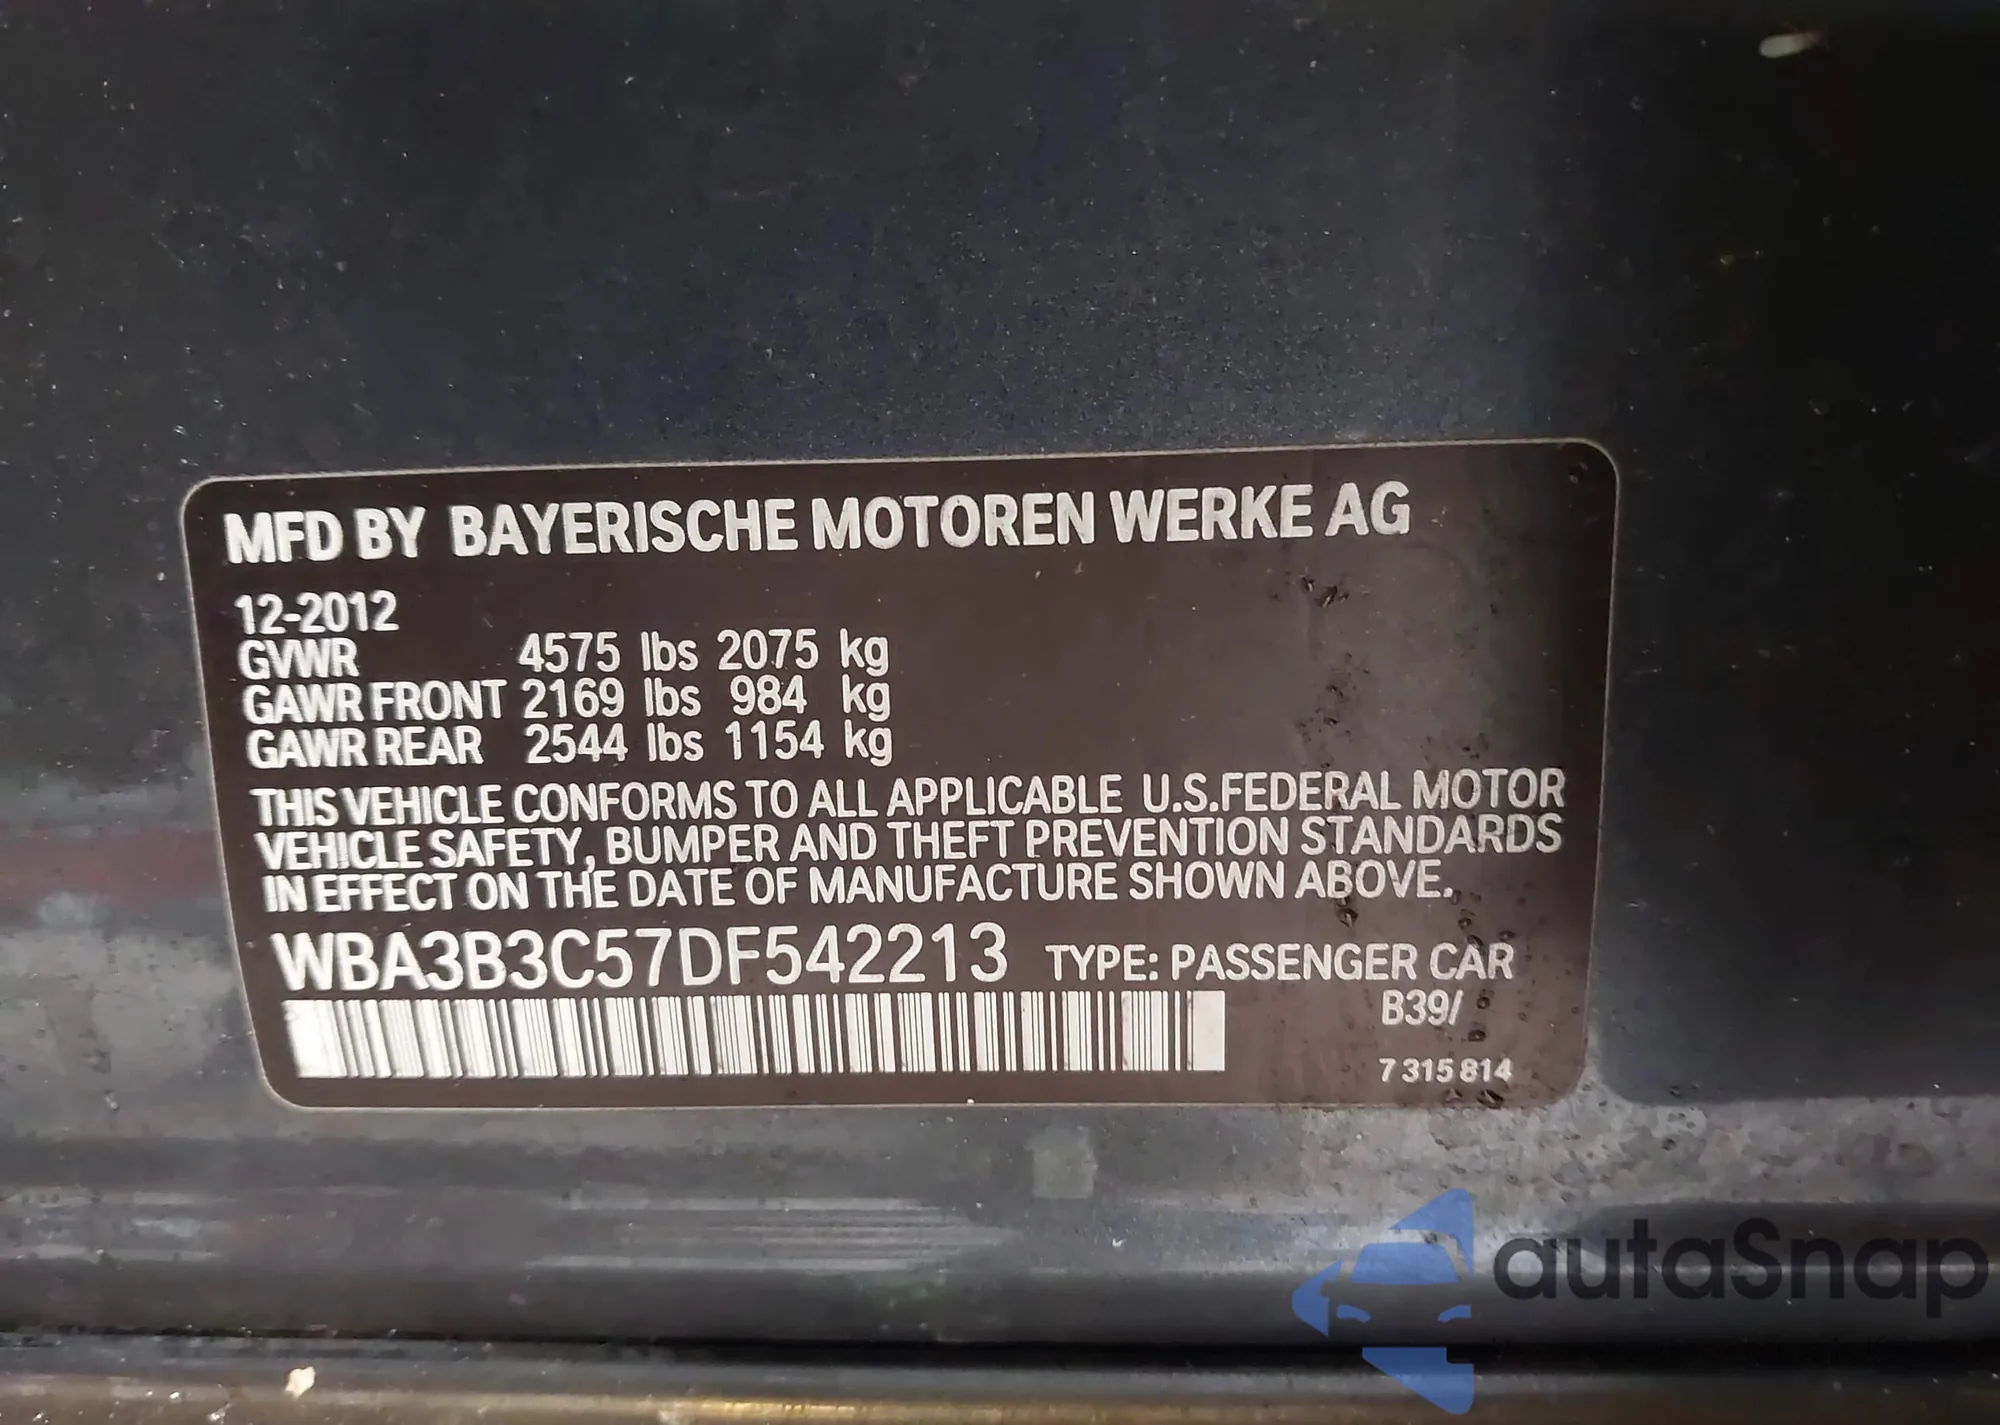 MFD BY BAYERISCHE MOTOREN WERKE AG
12-2012
GVWR 4575 lbs 2075 kg
GAWR FRONT 2169 lbs 984 kg
GAWR REAR 2544 lbs 1154 kg
THIS VEHICLE CONFORMS TO ALL APPLICABLE U.S.FEDERAL MOTOR
VEHICLE SAFETY, BUMPER AND THEFT PREVENTION STANDARDS
IN EFFECT ON THE DATE OF MANUFACTURE SHOWN ABOVE.
WBA3B3C57DF542213 TYPE: PASSENGER CAR
B39/
7 315 814
autaSnap